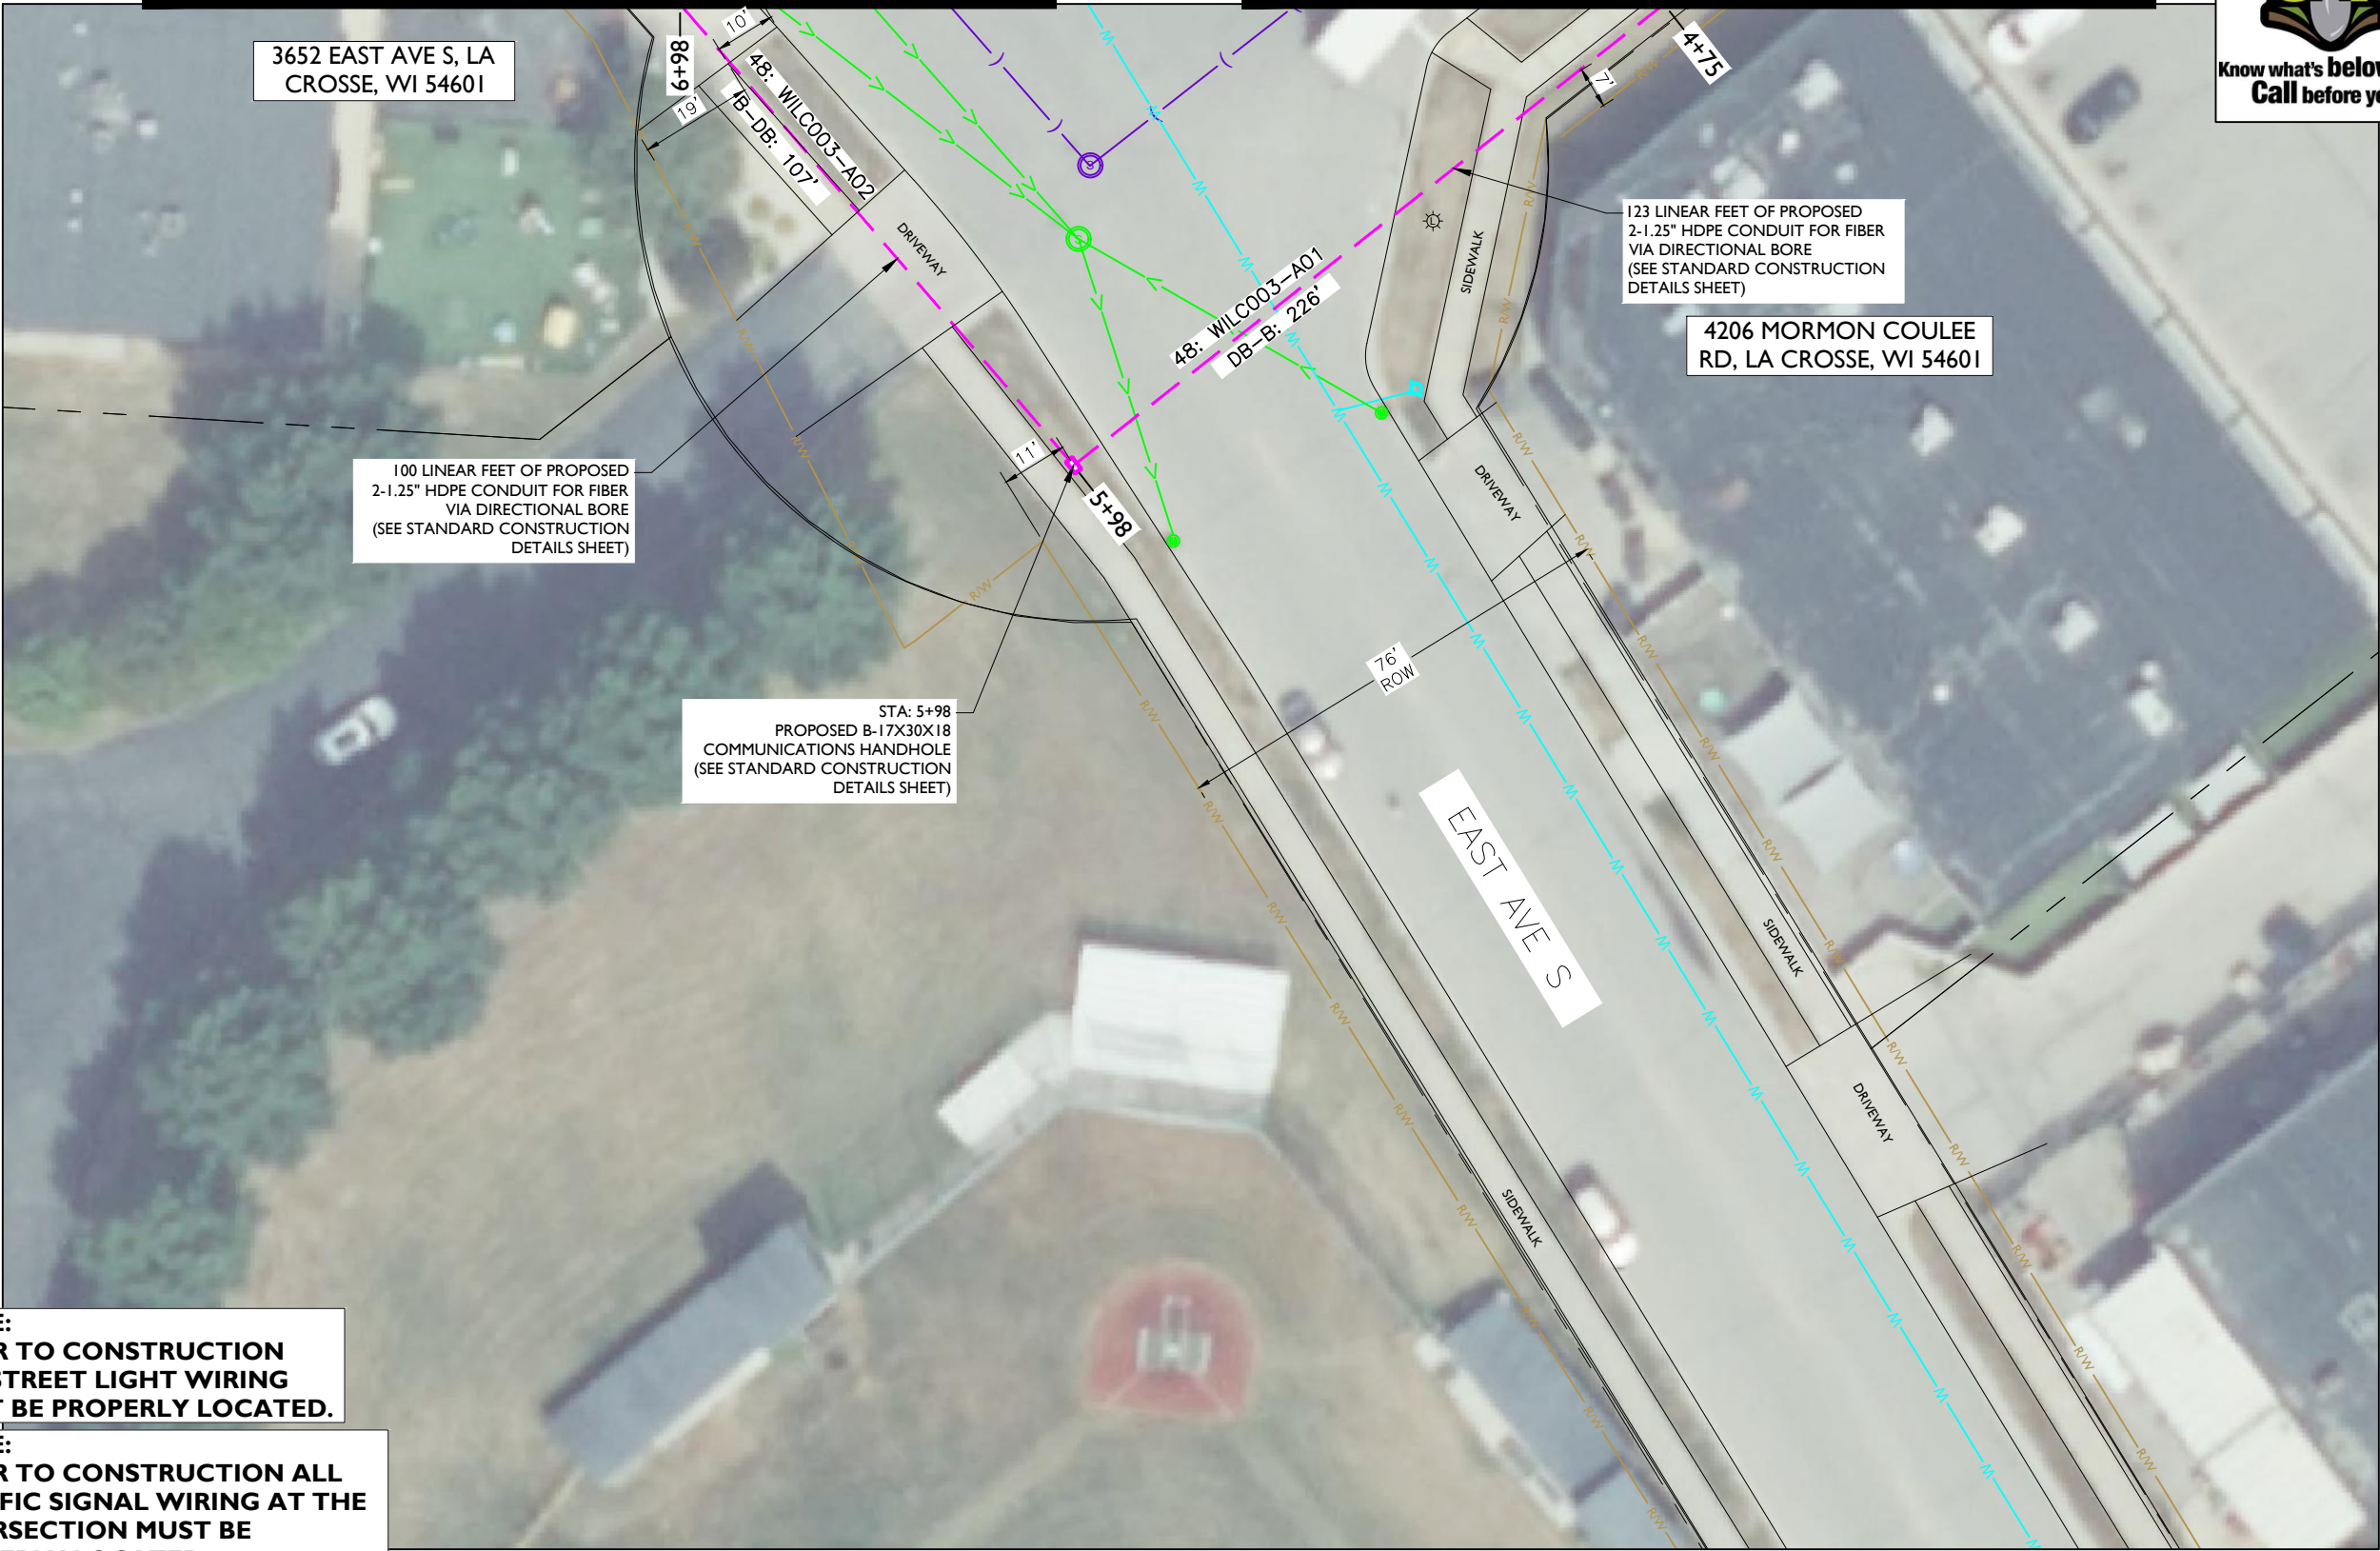 3652 EAST AVE S, LA
CROSSE, WI 54601
6+98
10'
19'
48: WILC003-A02
B-DB: 107'
DRIVEWAY
4+75
7'
R/W
Know what's below
Call before
123 LINEAR FEET OF PROPOSED
2-1.25" HDPE CONDUIT FOR FIBER
VIA DIRECTIONAL BORE
(SEE STANDARD CONSTRUCTION
DETAILS SHEET)
SIDEWALK
48: WILC003-A01
DB-B: 226'
4206 MORMON COULEE
RD, LA CROSSE, WI 54601
100 LINEAR FEET OF PROPOSED
2-1.25" HDPE CONDUIT FOR FIBER
VIA DIRECTIONAL BORE
(SEE STANDARD CONSTRUCTION
DETAILS SHEET)
11'
5+98
DRIVEWAY
R/W
STA: 5+98
PROPOSED B-17X30X18
COMMUNICATIONS HANDHOLE
(SEE STANDARD CONSTRUCTION
DETAILS SHEET)
76'
ROW
EAST AVE S
SIDEWALK
DRIVEWAY
SIDEWALK
R TO CONSTRUCTION
STREET LIGHT WIRING
T BE PROPERLY LOCATED.
R TO CONSTRUCTION ALL
FIC SIGNAL WIRING AT THE
RSECTION MUST BE